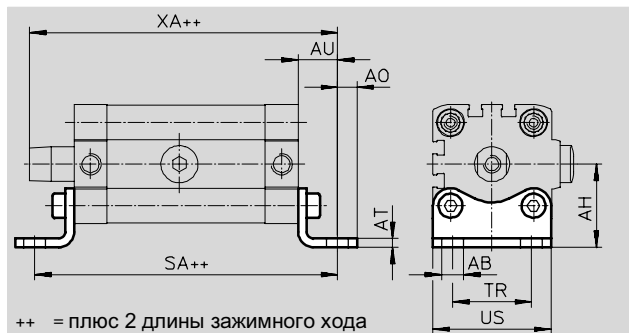 XA++
AU
AO
AT
SA++
AH
AB
TR
US
++ = плюс 2 длины зажимного хода